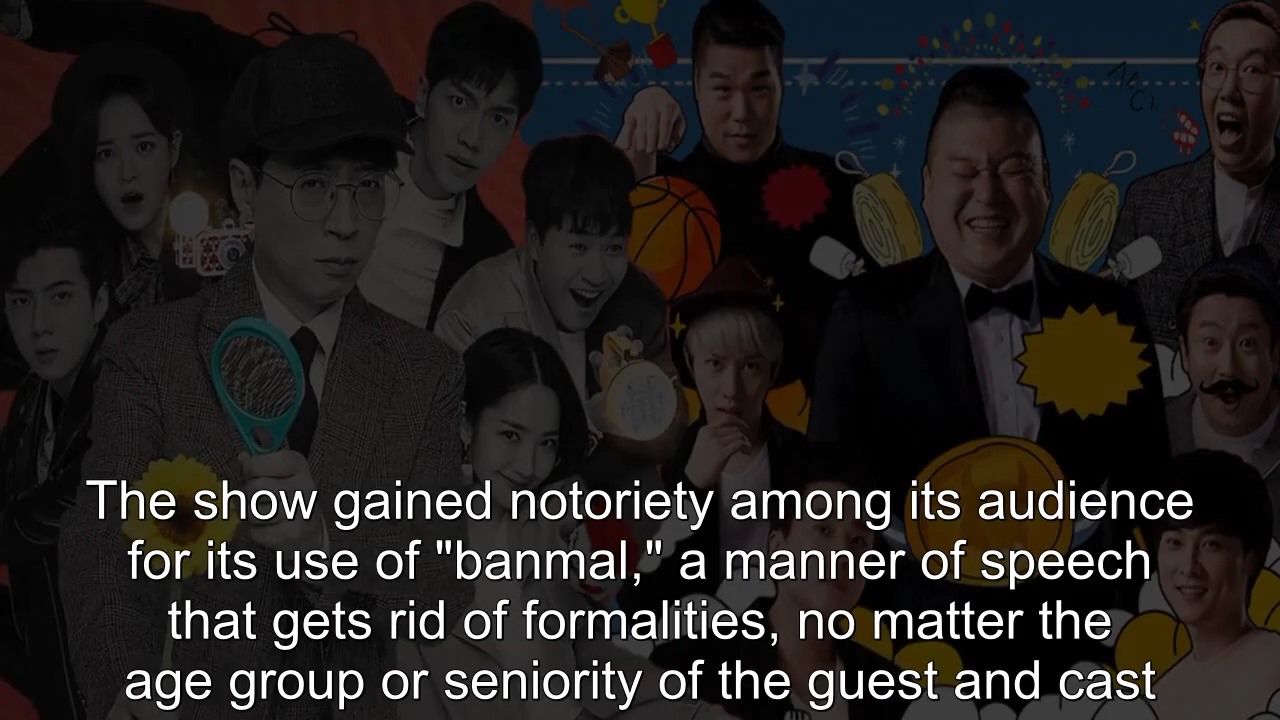 The show gained notoriety among its audience
for its use of "banmal," a manner of speech
that gets rid of formalities, no matter the
age group or seniority of the guest and cast